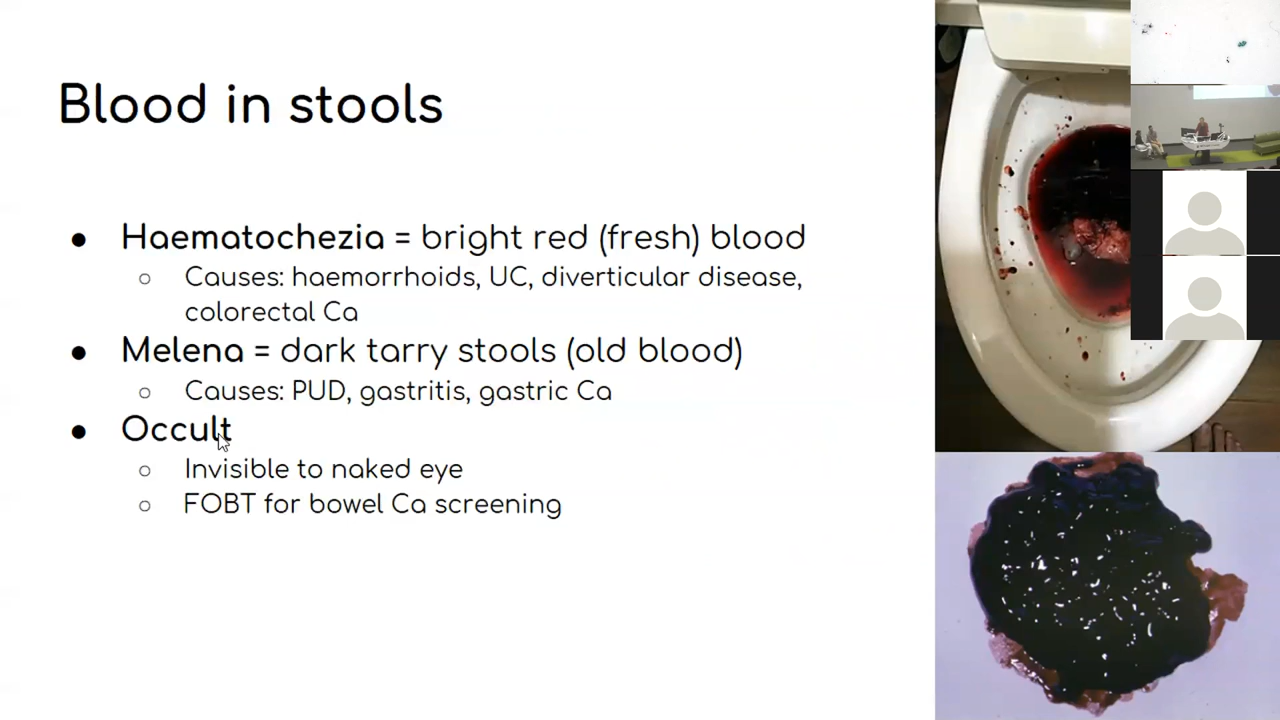 Blood in stools
● Haematochezia = bright red (fresh) blood
○ Causes: haemorrhoids, UC, diverticular disease,
colorectal Ca
● Melena = dark tarry stools (old blood)
○ Causes: PUD, gastritis, gastric Ca
● Occult
○ Invisible to naked eye
○ FOBT for bowel Ca screening